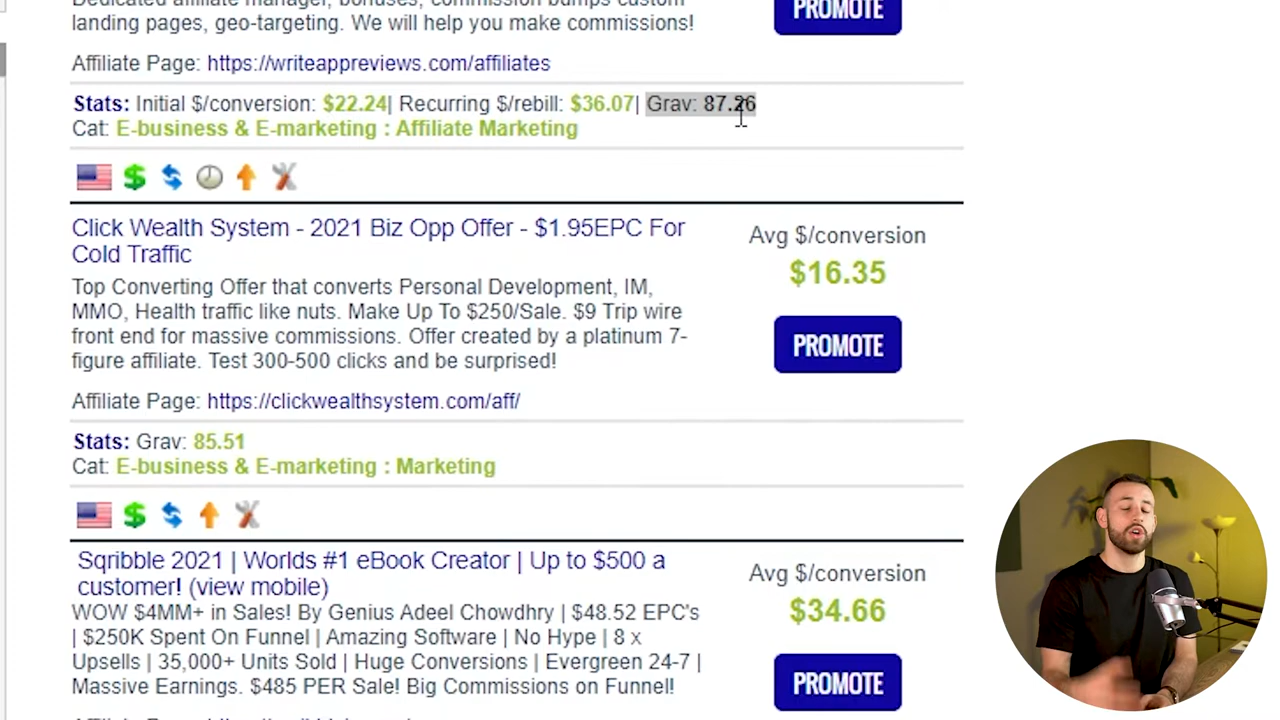 Dedicated affiliate manager, bonuses, commission bumps custom
landing pages, geo-targeting. We will help you make commissions!
PROMOTE
Affiliate Page: https://writeappreviews.com/affiliates
Stats: Initial $/conversion: $22.24| Recurring $/rebill: $36.07| Grav: 87.26
Cat: E-business & E-marketing : Affiliate Marketing
Click Wealth System - 2021 Biz Opp Offer - $1.95EPC For
Cold Traffic
Avg $/conversion
$16.35
Top Converting Offer that converts Personal Development, IM,
MMO, Health traffic like nuts. Make Up To $250/Sale. $9 Trip wire
front end for massive commissions. Offer created by a platinum 7-
figure affiliate. Test 300-500 clicks and be surprised!
PROMOTE
Affiliate Page: https://clickwealthsystem.com/aff/
Stats: Grav: 85.51
Cat: E-business & E-marketing : Marketing
Sqribble 2021 | Worlds #1 eBook Creator | Up to $500 a
customer! (view mobile)
Avg $/conversion
$34.66
WOW $4MM+ in Sales! By Genius Adeel Chowdhry | $48.52 EPC's
| $250K Spent On Funnel | Amazing Software | No Hype | 8 x
Upsells | 35,000+ Units Sold | Huge Conversions | Evergreen 24-7 |
Massive Earnings. $485 PER Sale! Big Commissions on Funnel!
PROMOTE